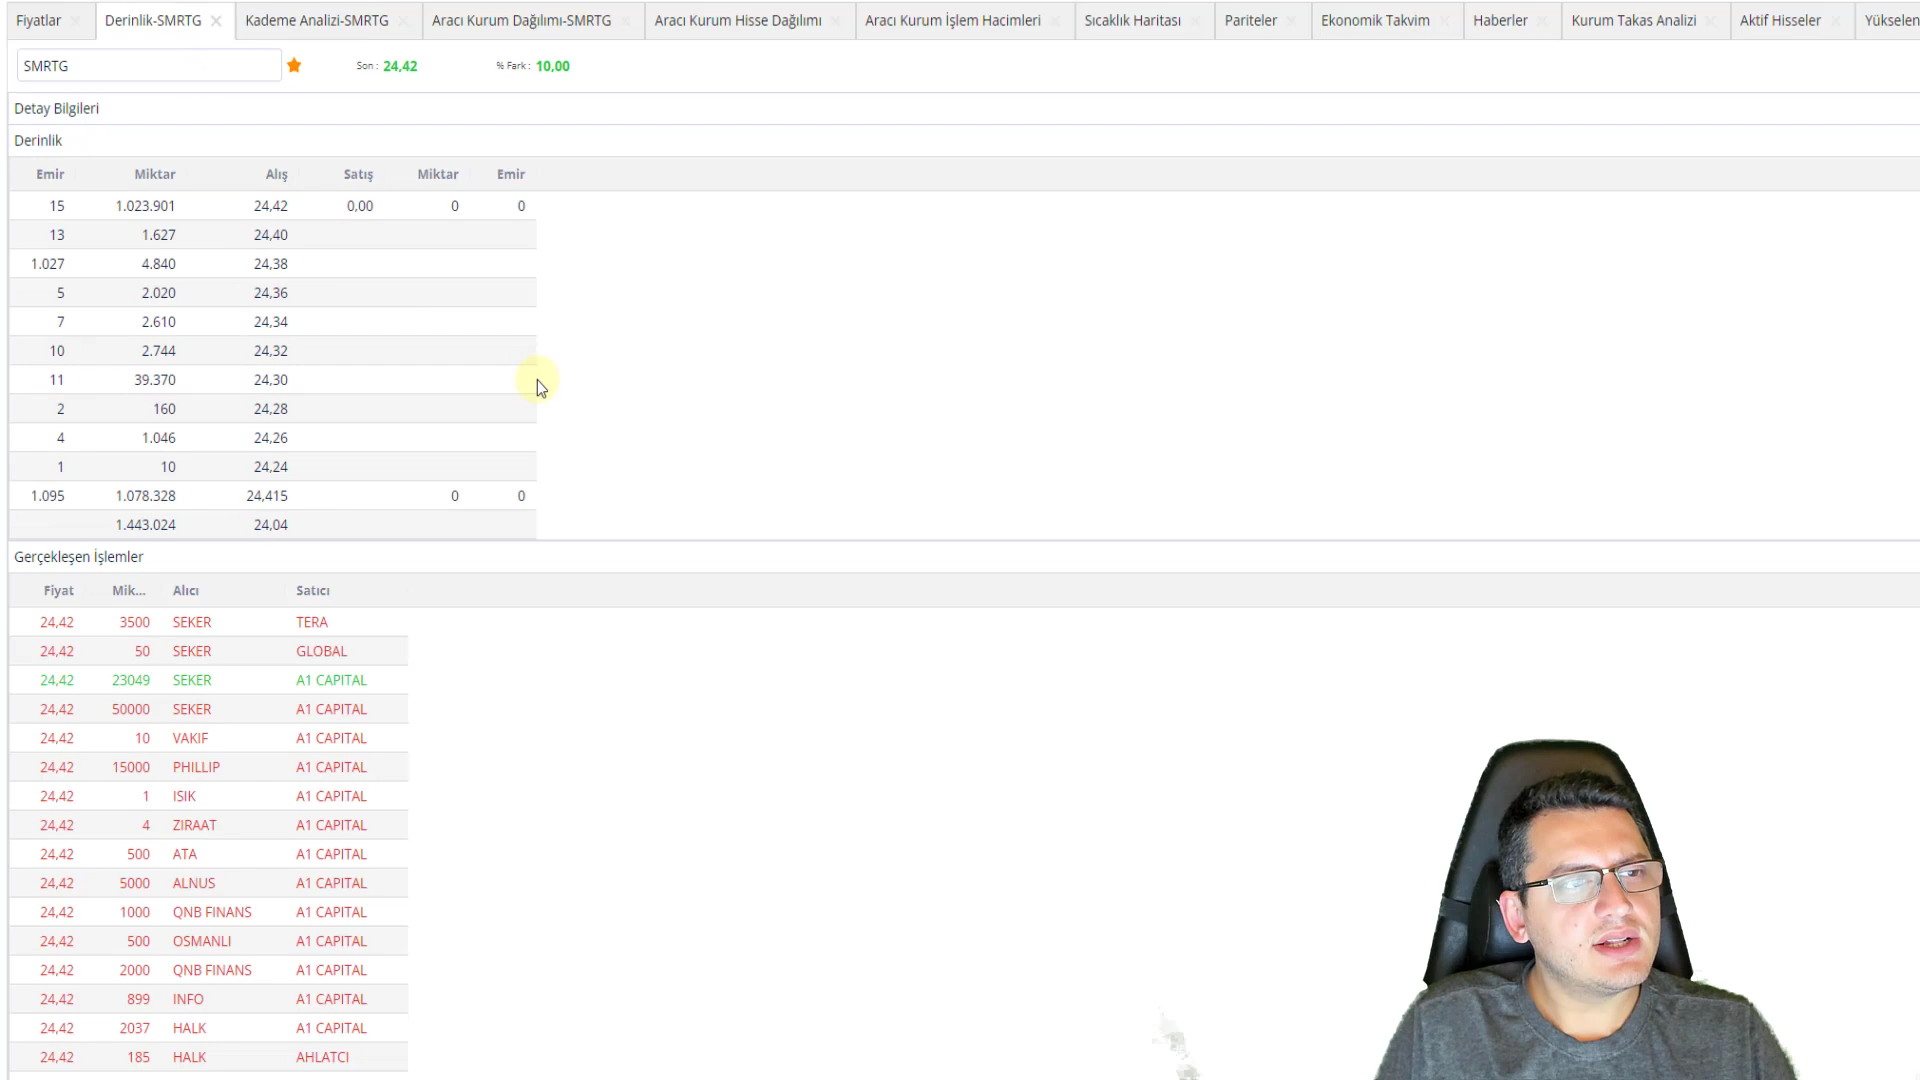 Fiyatlar Derinlik-SMRTG Kademe Analizi-SMRTG Aracı Kurum Dağılımı-SMRTG Aracı Kurum Hisse Dağılımı Aracı Kurum İşlem Hacimleri Sıcaklık Haritası Pariteler Ekonomik Takvim Haberler Kurum Takas Analizi Aktif Hisseler Yükselen
SMRTG Son : 24,42 % Fark : 10,00
Detay Bilgileri
Derinlik
Emir Miktar Alış Satış Miktar Emir
15 1.023.901 24,42 0,00 0 0
13 1.627 24,40
1.027 4.840 24,38
5 2.020 24,36
7 2.610 24,34
10 2.744 24,32
11 39.370 24,30
2 160 24,28
4 1.046 24,26
1 10 24,24
1.095 1.078.328 24,415 0 0
1.443.024 24,04
Gerçekleşen İşlemler
Fiyat Mik... Alıcı Satıcı
24,42 3500 SEKER TERA
24,42 50 SEKER GLOBAL
24,42 23049 SEKER A1 CAPITAL
24,42 50000 SEKER A1 CAPITAL
24,42 10 VAKIF A1 CAPITAL
24,42 15000 PHILLIP A1 CAPITAL
24,42 1 ISIK A1 CAPITAL
24,42 4 ZIRAAT A1 CAPITAL
24,42 500 ATA A1 CAPITAL
24,42 5000 ALNUS A1 CAPITAL
24,42 1000 QNB FINANS A1 CAPITAL
24,42 500 OSMANLI A1 CAPITAL
24,42 2000 QNB FINANS A1 CAPITAL
24,42 899 INFO A1 CAPITAL
24,42 2037 HALK A1 CAPITAL
24,42 185 HALK AHLATCI